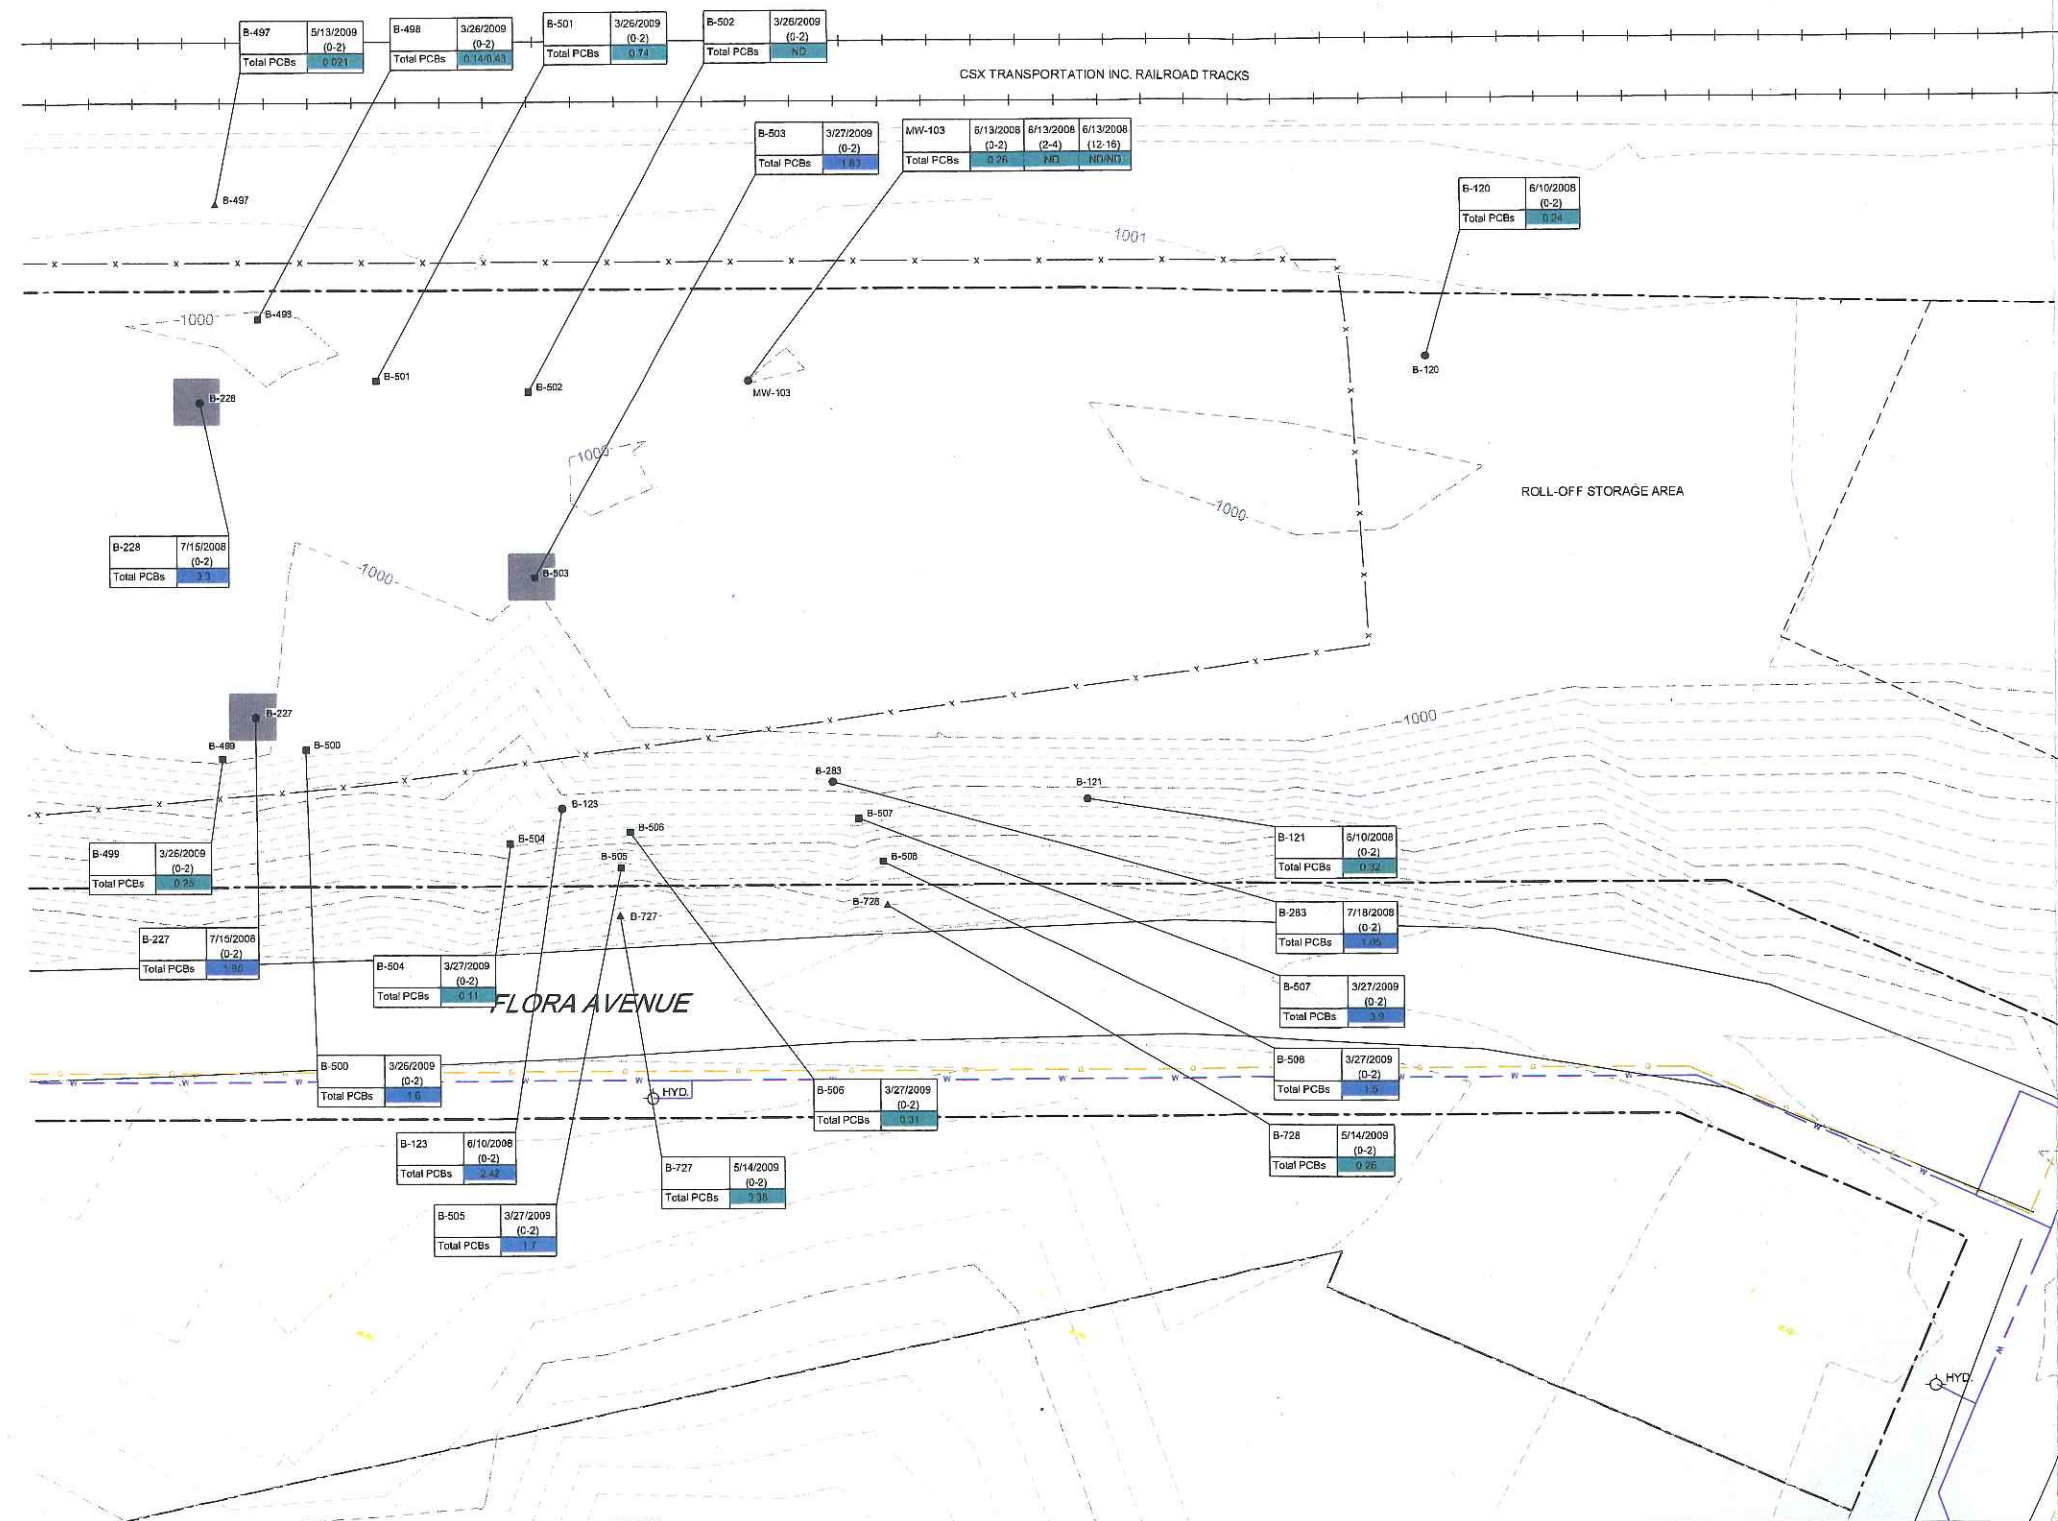 B-497 5/13/2009
(0-2)
Total PCBs 0.021
B-498 3/26/2009
(0-2)
Total PCBs 0.14/0.43
B-501 3/26/2009
(0-2)
Total PCBs 0.74
B-502 3/26/2009
(0-2)
Total PCBs ND
CSX TRANSPORTATION INC. RAILROAD TRACKS
B-503 3/27/2009
(0-2)
Total PCBs 1.83
MW-103 6/13/2008 6/13/2008 6/13/2008
(0-2) (2-4) (12-16)
Total PCBs 0.26 ND ND/ND
B-120 6/10/2008
(0-2)
Total PCBs 0.24
B-497
1001
1000
B-498
B-501
B-502
MW-103
B-120
B-228
1000
1000
ROLL-OFF STORAGE AREA
B-228 7/15/2008
(0-2)
Total PCBs 3.3
1000
B-503
B-227
1000
B-499
B-500
B-283
B-121
B-123
B-507
B-506
B-504
B-505
B-508
B-121 6/10/2008
(0-2)
Total PCBs 0.32
B-499 3/26/2009
(0-2)
Total PCBs 0.25
B-728
B-727
B-283 7/18/2008
(0-2)
Total PCBs 1.05
B-227 7/15/2008
(0-2)
Total PCBs
B-504 3/27/2009
(0-2)
Total PCBs 0.11
FLORA AVENUE
B-507 3/27/2009
(0-2)
Total PCBs 3.9
B-500 3/26/2009
(0-2)
Total PCBs 1.6
HYD.
B-506 3/27/2009
(0-2)
Total PCBs 0.31
B-508 3/27/2009
(0-2)
Total PCBs 1.5
B-123 6/10/2008
(0-2)
Total PCBs 2.42
B-727 5/14/2009
(0-2)
Total PCBs 0.38
B-728 5/14/2009
(0-2)
Total PCBs 0.26
B-505 3/27/2009
(0-2)
Total PCBs 1.7
HYD.